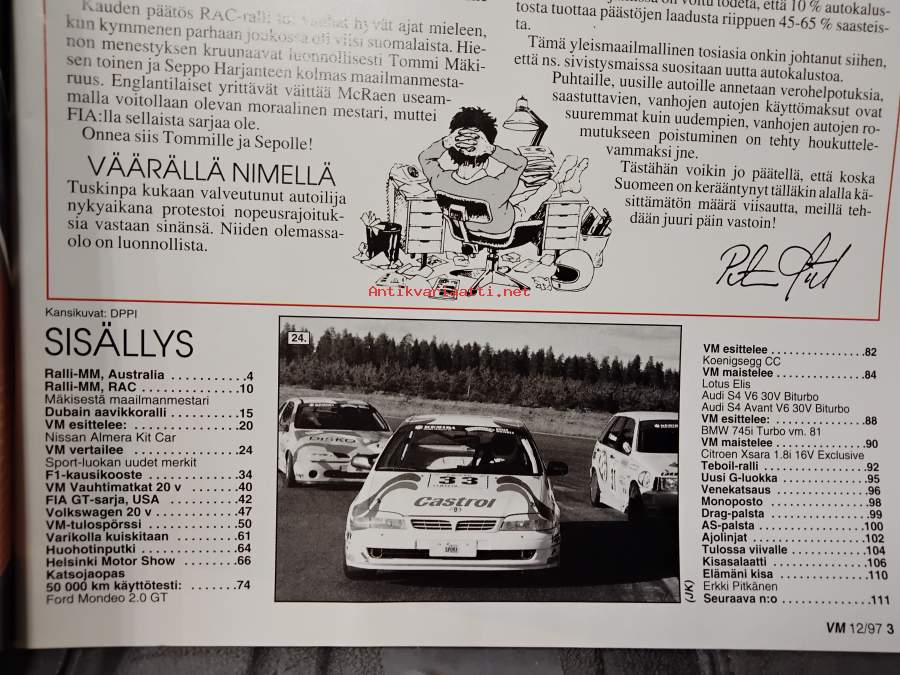 Kauden päätös RAC-ralli toi vanhat hyvät ajat mieleen,
kun kymmenen parhaan joukossa oli viisi suomalaista. Hie-
non menestyksen kruunaavat luonnollisesti Tommi Mäki-
sen toinen ja Seppo Harjanteen kolmas maailmanmesta-
ruus. Englantilaiset yrittävät väittää McRaen useam-
malla voitollaan olevan moraalinen mestari, muttei
FIA:lla sellaista sarjaa ole.
Onnea siis Tommille ja Sepolle!
VÄÄRÄLLÄ NIMELLÄ
Tuskinpa kukaan valveutunut autoilija
nykyaikana protestoi nopeusrajoituk-
sia vastaan sinänsä. Niiden olemassa-
olo on luonnollista.
voitu todeta, että 10 % autokalus-
tosta tuottaa päästöjen laadusta riippuen 45-65 % saasteis-
ta.
Tämä yleismaailmallinen tosiasia onkin johtanut siihen,
että ns. sivistysmaissa suositaan uutta autokalustoa.
Puhtaille, uusille autoille annetaan verohelpotuksia,
saastuttavien, vanhojen autojen käyttömaksut ovat
suuremmat kuin uudempien, vanhojen autojen ro-
mutukseen poistuminen on tehty houkuttele-
vammaksi jne.
Tästähän voikin jo päätellä, että koska
Suomeen on kerääntynyt tälläkin alalla kä-
sittämätön määrä viisautta, meillä teh-
dään juuri päin vastoin!
Antikvariaatti.net
Kansikuvat: DPPI
SISÄLLYS
Ralli-MM, Australia ..........4
Ralli-MM, RAC ..............10
Mäkisestä maailmanmestari
Dubain aavikkoralli ..........15
VM esittelee: ................20
Nissan Almera Kit Car
VM vertailee ................24
Sport-luokan uudet merkit
F1-kausikooste ..............34
VM Vauhtimatkat 20 v ......40
FIA GT-sarja, USA ..........42
Volkswagen 20 v ............47
VM-tulospörssi ..............50
Varikolla kuiskitaan ..........61
Huohotinputki ..............64
Helsinki Motor Show ........66
Katsojaopas
50 000 km käyttötesti: .......74
Ford Mondeo 2.0 GT
24.
DISKO
33
Castrol
(JK)
VM esittelee ...............82
Koenigsegg CC
VM maistelee ..............84
Lotus Elis
Audi S4 V6 30V Biturbo
Audi S4 Avant V6 30V Biturbo
VM esittelee: ...............88
BMW 745i Turbo vm. 81
VM maistelee ..............90
Citroen Xsara 1.8i 16V Exclusive
Teboil-ralli .................92
Uusi G-luokka ..............95
Venekatsaus ...............96
Monoposto .................98
Drag-palsta ................99
AS-palsta .................100
Ajolinjat ..................102
Tulossa viivalle ............104
Kisasalaatti ...............106
Elämäni kisa ..............110
Erkki Pitkänen
Seuraava n:o ..............111
VM 12/97 3